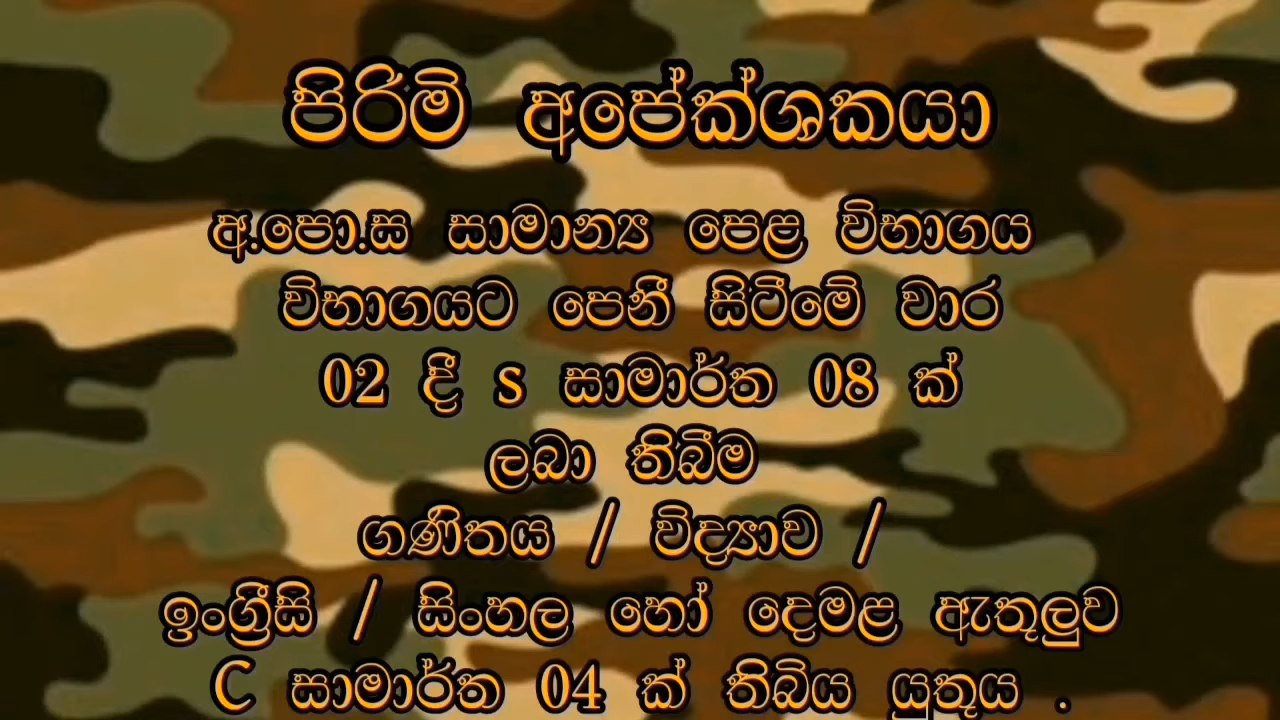 පිරිමි අපේක්ශකයා
අ.පො.ස සාමාන්‍ය පෙළ විභාගය
විභාගයට පෙනී සිටීමේ වාර
02 දී s සාමාර්ත 08 ක්
ලබා තිබීම
ගණිතය / විද්‍යාව /
ඉංග්‍රීසි / සිංහල හෝ දෙමළ ඇතුලුව
C සාමාර්ත 04 ක් තිබිය යුතුය .